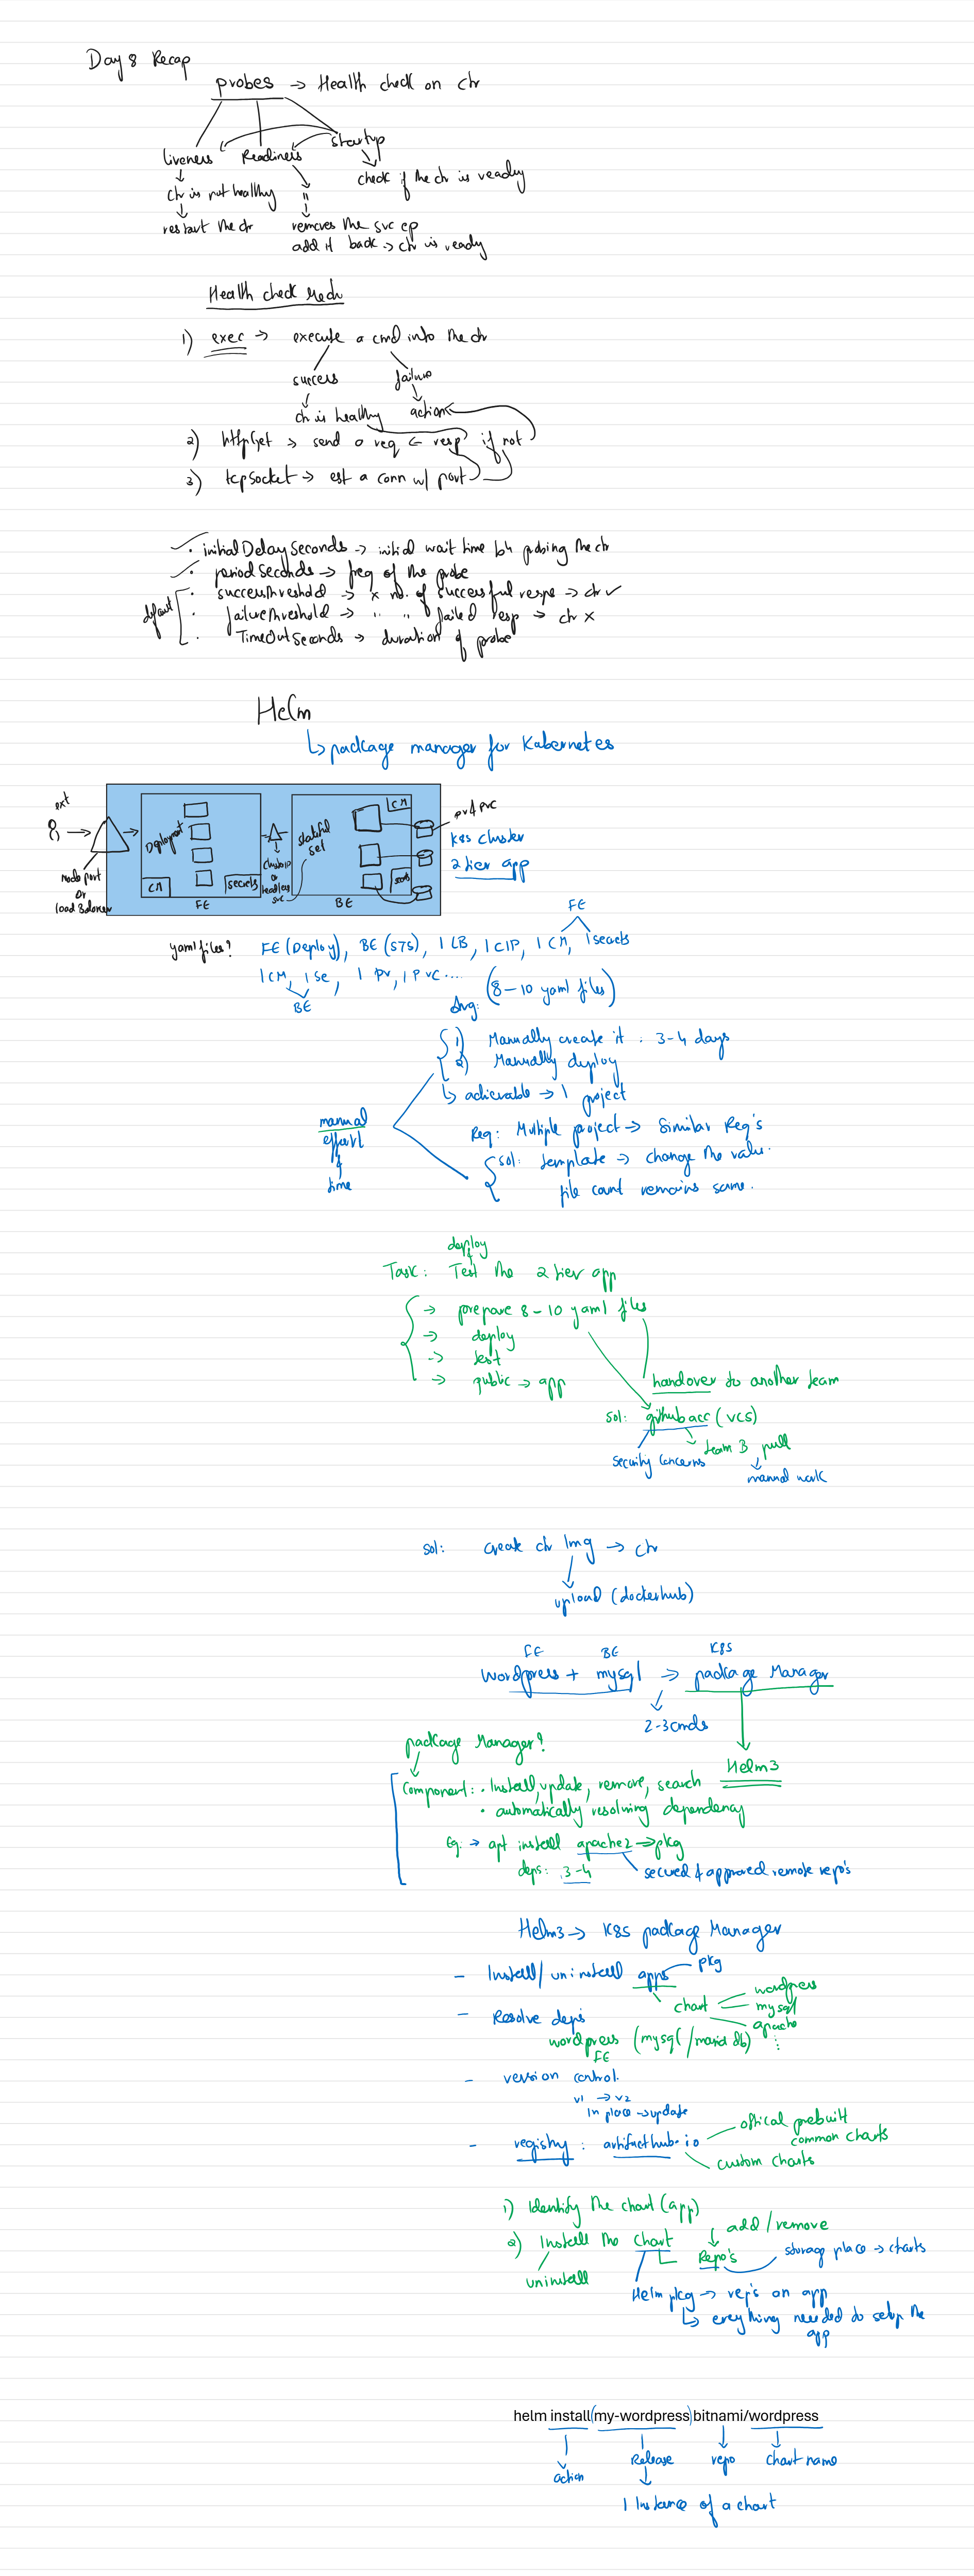 Day 8 Recap
probes → Health check on ctr
startup
liveness Readiness
check if the ctr is ready
ctr is not healthy "
restart the ctr removes the svc ep
add it back → ctr is ready
Health check Mech
1) exec → execute a cmd into the ctr
success failure
ctr is healthy action
2) httpGet → send a req ← resp if not
3) tcpSocket → est a conn w/ port
• initialDelaySeconds → initial wait time b4 probing the ctr
• periodSeconds → freq of the probe
default
• successThreshold → x no. of successful resps → ctr ✓
• failureThreshold → " " failed resp → ctr x
• TimeOutSeconds → duration of probe
Helm
↳ package manager for Kubernetes
ext
Deployment
CM
secrets
FE
node port
or
load Balancer
clusterip
or
headless
svc
stateful
set
CM
BE
pv & pvc
K8s cluster
2 tier app
FE
yaml files? FE (Deploy), BE (STS), 1 LB, 1 CIP, 1 CM, 1 secrets
1 CM, 1 se, 1 PV, 1 PVC ....
BE
Avg: (8-10 yaml files)
1) Manually create it : 3-4 days
2) Manually deploy
↳ achievable → 1 project
manual
effort
&
time
Req: Multiple project → Similar Req's
sol: template → change the value.
file count remains same.
deploy
Task: Test the 2 tier app
→ prepare 8-10 yaml files
→ deploy
→ test
→ public → app
handover to another team
sol: github acc (VCS)
security concerns
team B pull
manual work
sol: create ctr Img → ctr
upload (dockerhub)
FE BE K8S
wordpress + mysql → package Manager
2-3 cmds
package Manager?
Helm3
Component: • Install, update, remove, search
• automatically resolving dependency
Eg: → apt install apache2 → pkg
deps: 3-4
secured & approved remote repo's
Helm3 → K8s package Manager
- Install/uninstall apps
pkg
chart
wordpress
mysql
apache
- Resolve deps
wordpress (mysql/mariadb)
FE
- version control.
v1 → v2
In place → update
- registry : artifacthub.io
offical prebuilt
common charts
custom charts
1) Identify the chart (app)
2) Install the chart
uninstall
add/remove
Repo's
storage place → charts
Helm pkg → rep's an app
↳ everything needed to setup the
app
helm install (my-wordpress) bitnami/wordpress
action
Release
repo
chart name
1 Instance of a chart